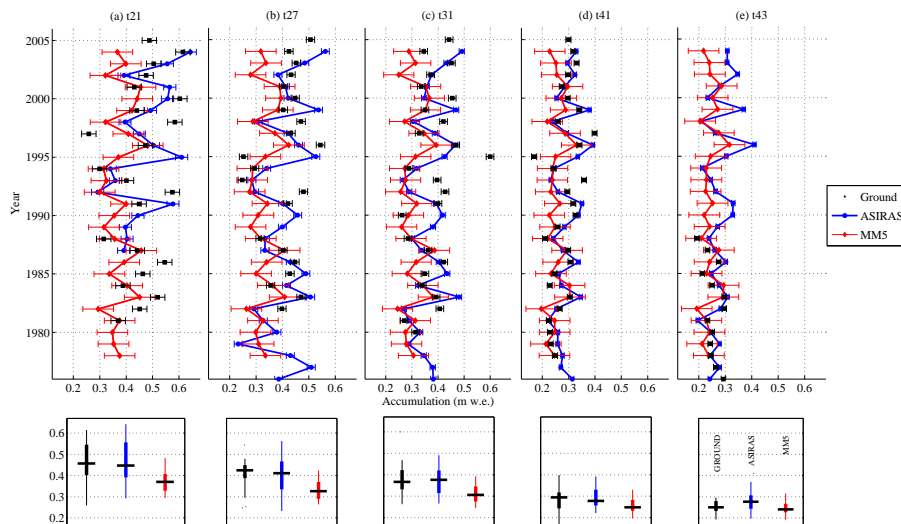 (a) t21
(b) t27
(c) t31
(d) t41
(e) t43
2005
2000
1995
1990
1985
1980
Year
0.2 0.3 0.4 0.5 0.6
0.2 0.3 0.4 0.5 0.6
0.2 0.3 0.4 0.5 0.6
0.2 0.3 0.4 0.5 0.6
0.2 0.3 0.4 0.5 0.6
Accumulation (m w.e.)
Ground
ASIRAS
MM5
0.6
0.5
0.4
0.3
0.2
GROUND
ASIRAS
MM5